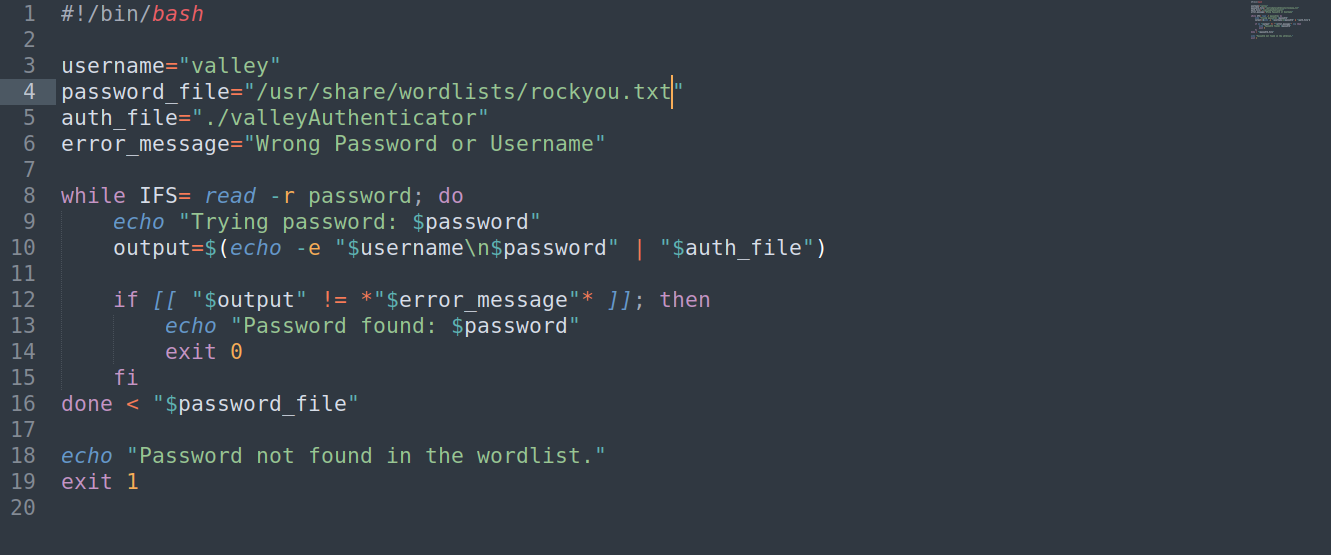 1 #!/bin/bash
2
3 username="valley"
4 password_file="/usr/share/wordlists/rockyou.txt"
5 auth_file="./valleyAuthenticator"
6 error_message="Wrong Password or Username"
7
8 while IFS= read -r password; do
9     echo "Trying password: $password"
10     output=$(echo -e "$username\n$password" | "$auth_file")
11
12     if [[ "$output" != *"$error_message"* ]]; then
13         echo "Password found: $password"
14         exit 0
15     fi
16 done < "$password_file"
17
18 echo "Password not found in the wordlist."
19 exit 1
20